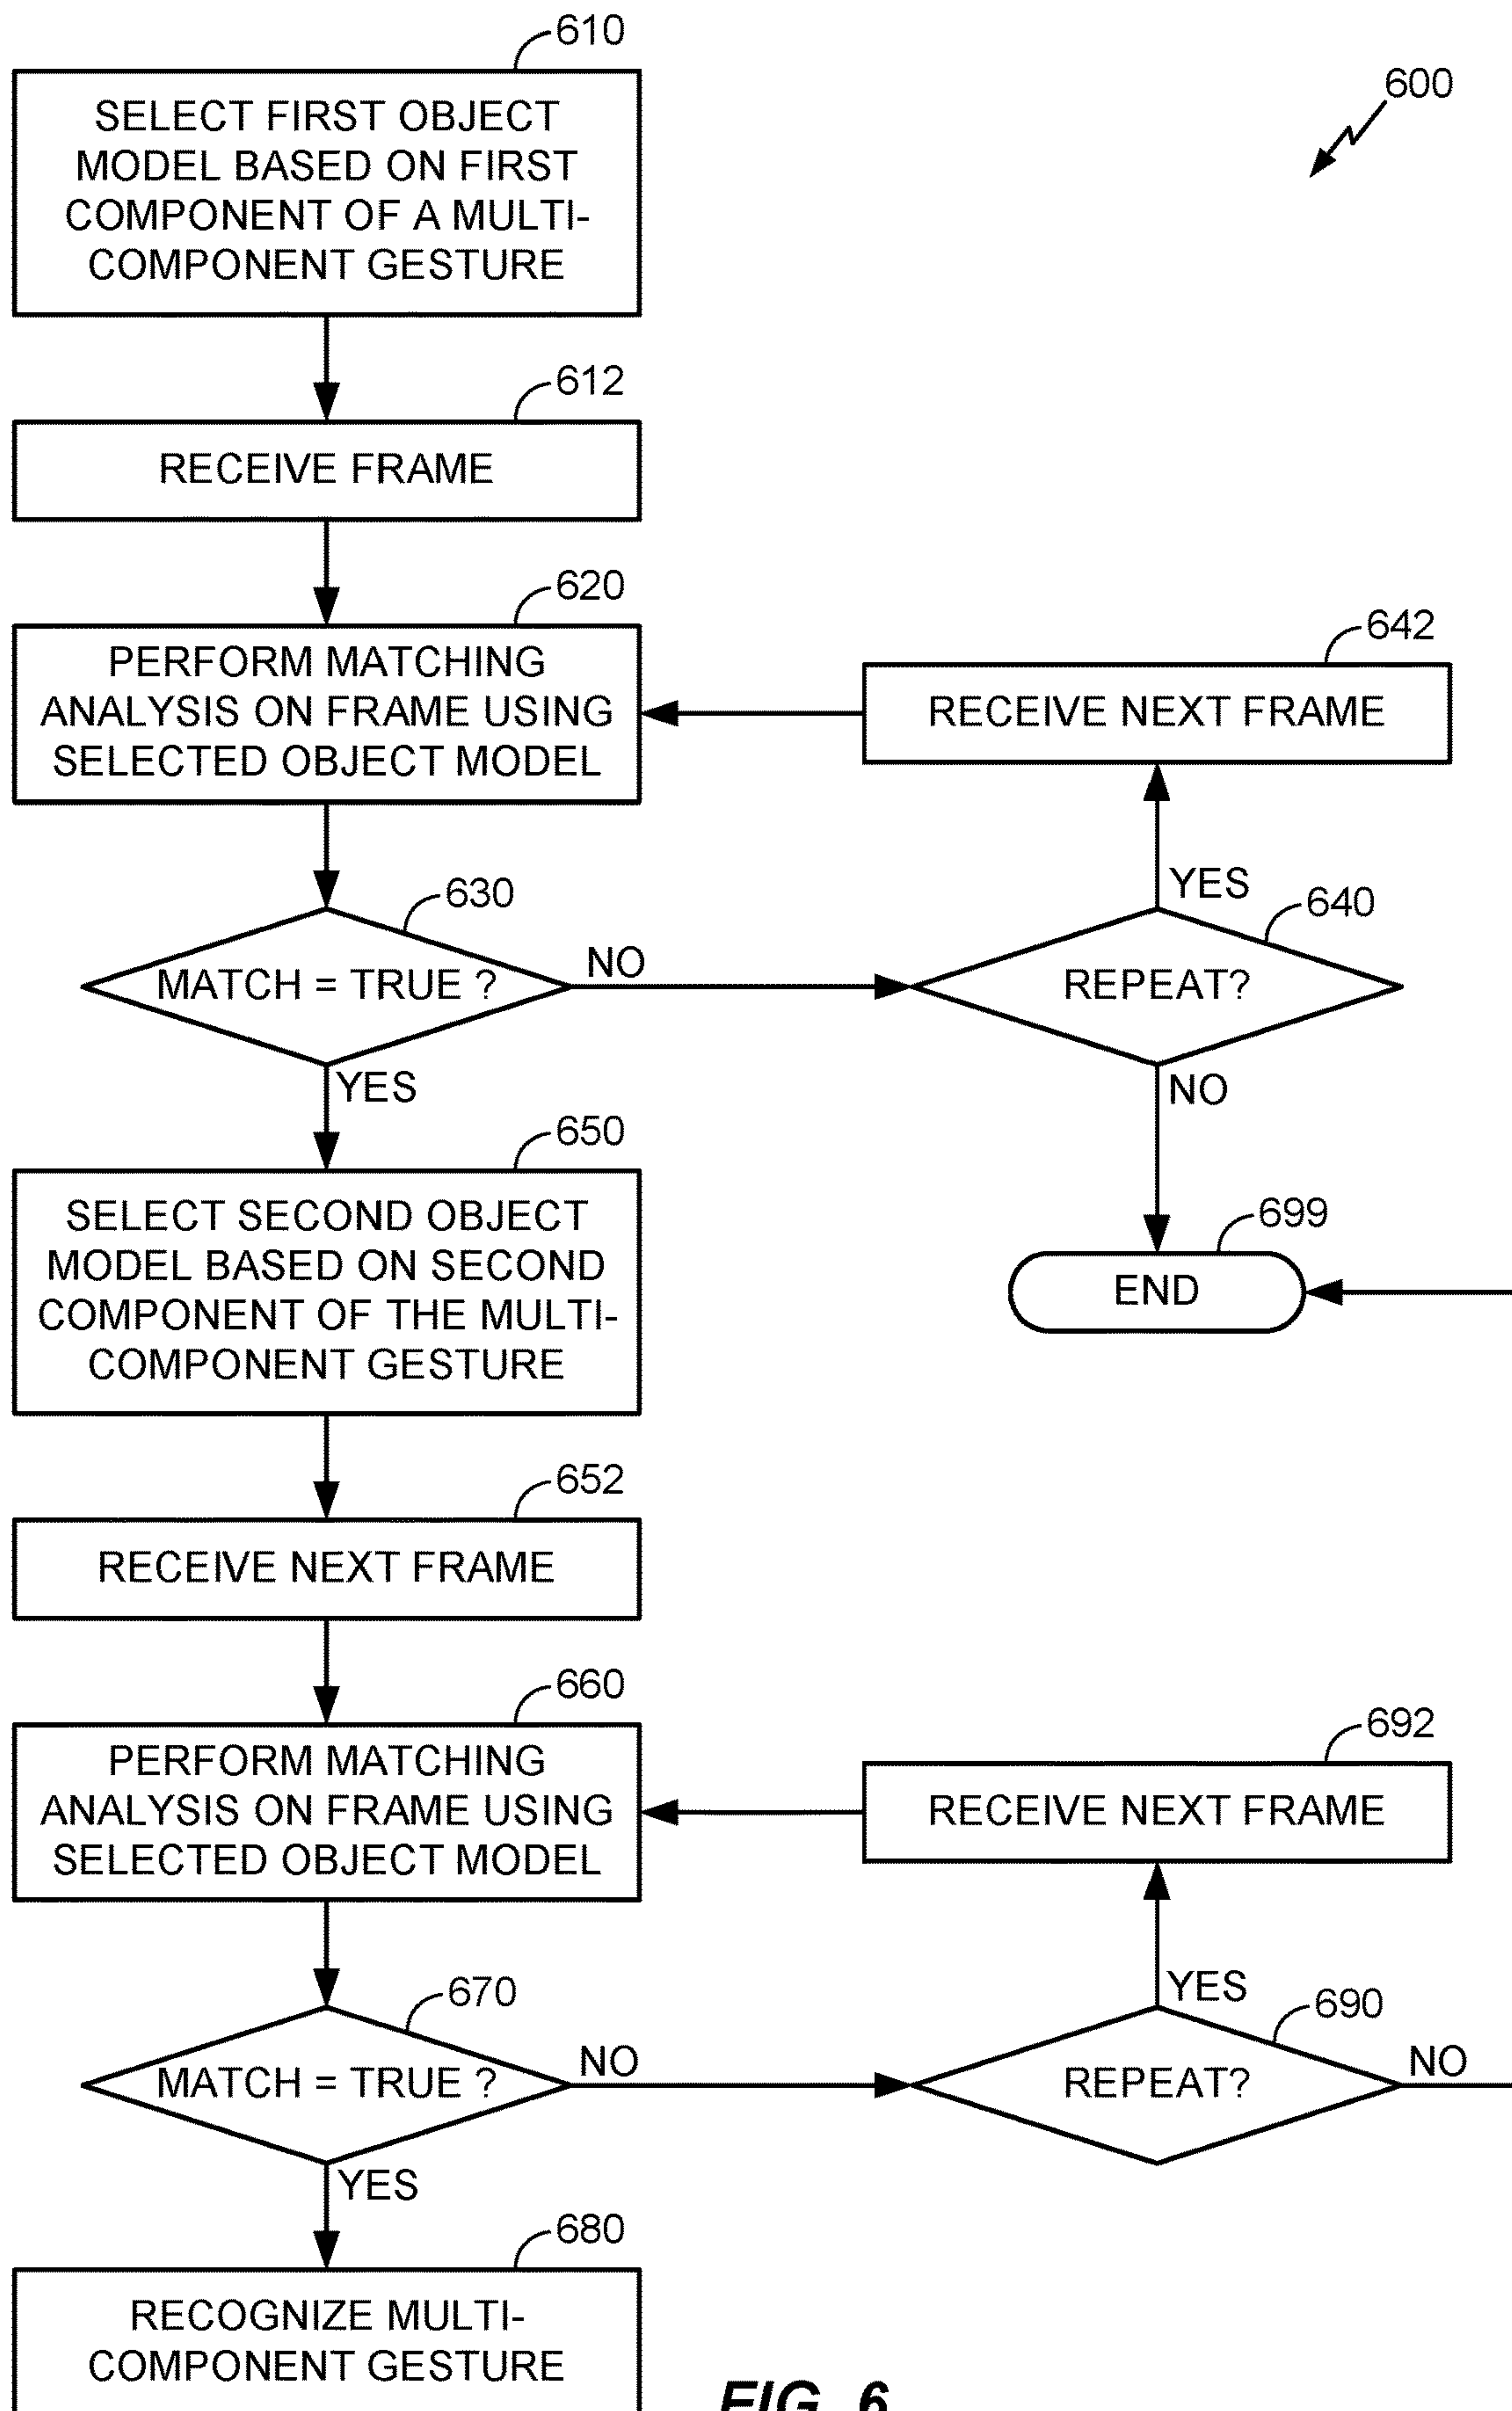 610
600
SELECT FIRST OBJECT
MODEL BASED ON FIRST
COMPONENT OF A MULTI-
COMPONENT GESTURE
612
RECEIVE FRAME
620
PERFORM MATCHING
ANALYSIS ON FRAME USING
SELECTED OBJECT MODEL
642
RECEIVE NEXT FRAME
630
MATCH = TRUE ?
NO
YES
640
REPEAT?
YES
NO
650
SELECT SECOND OBJECT
MODEL BASED ON SECOND
COMPONENT OF THE MULTI-
COMPONENT GESTURE
699
END
652
RECEIVE NEXT FRAME
660
PERFORM MATCHING
ANALYSIS ON FRAME USING
SELECTED OBJECT MODEL
692
RECEIVE NEXT FRAME
670
MATCH = TRUE ?
NO
YES
690
REPEAT?
YES
NO
680
RECOGNIZE MULTI-
COMPONENT GESTURE
FIG. 6